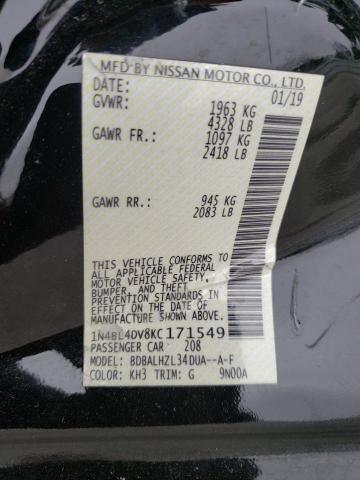 MFD BY NISSAN MOTOR CO., LTD.
DATE: 01/19
GVWR: 1963 KG
4328 LB
GAWR FR: 1097 KG
2418 LB
GAWR RR: 945 KG
2083 LB
THIS VEHICLE CONFORMS TO
ALL APPLICABLE FEDERAL
MOTOR VEHICLE SAFETY,
BUMPER, AND THEFT
PREVENTION STANDARDS IN
EFFECT ON THE DATE OF
MANUFACTURE SHOWN ABOVE.
1N4BL4DV8KC171549
PASSENGER CAR 208
MODEL: BDBALHZL34DUA--A-F
COLOR: KH3 TRIM: G 9N00A